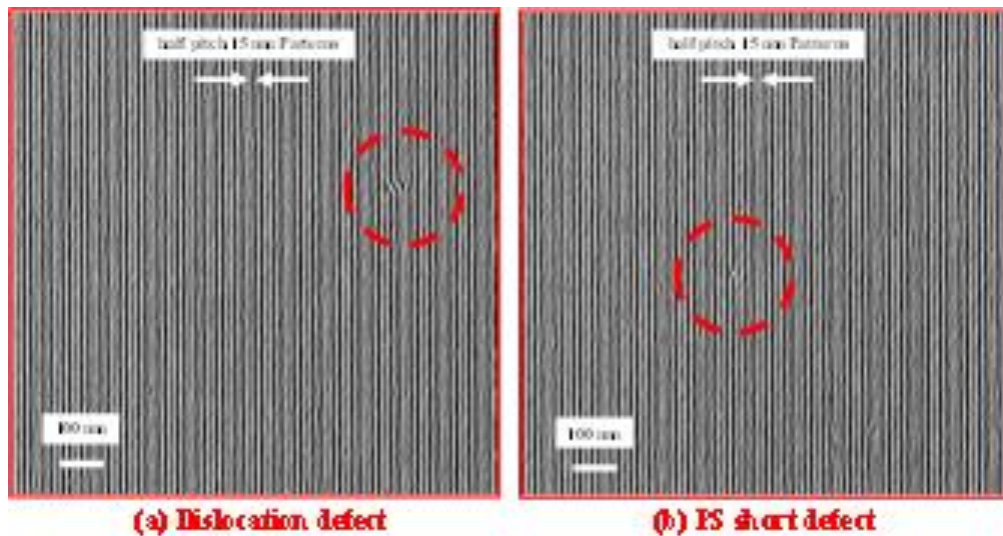 half pitch 15 nm Patterns
100 nm
(a) Dislocation defect
half pitch 15 nm Patterns
100 nm
(b) PS short defect